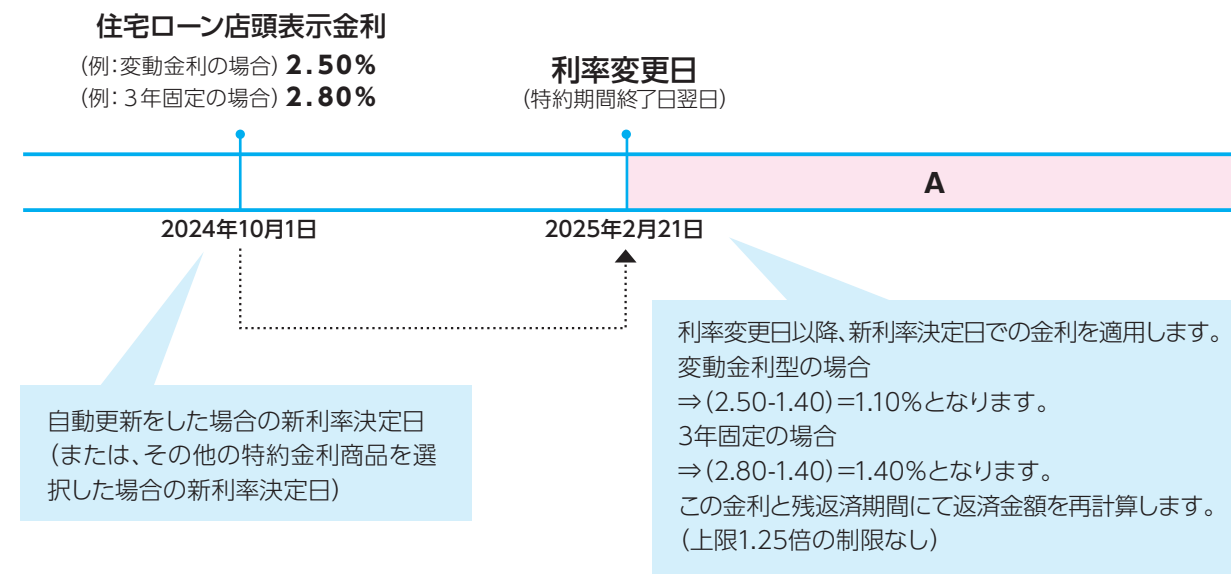 住宅ローン店頭表示金利
(例:変動金利の場合) 2.50%
(例:3年固定の場合) 2.80%
利率変更日
(特約期間終了日翌日)
A
2024年10月1日
2025年2月21日
自動更新をした場合の新利率決定日
(または、その他の特約金利商品を選
択した場合の新利率決定日)
利率変更日以降、新利率決定日での金利を適用します。
変動金利型の場合
⇒(2.50-1.40)=1.10%となります。
3年固定の場合
⇒(2.80-1.40)=1.40%となります。
この金利と残返済期間にて返済金額を再計算します。
(上限1.25倍の制限なし)